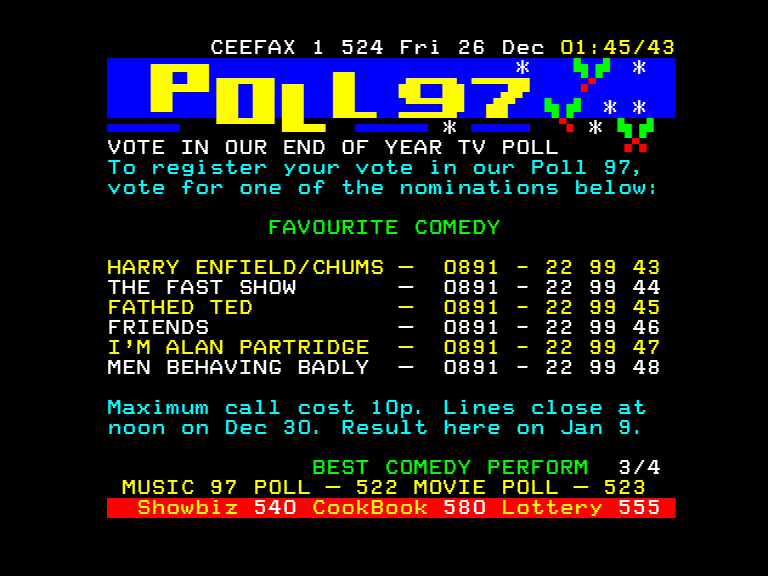 CEEFAX 1 524 Fri 26 Dec 01:45/43
POLL 97
VOTE IN OUR END OF YEAR TV POLL
To register your vote in our Poll 97,
vote for one of the nominations below:
FAVOURITE COMEDY
HARRY ENFIELD/CHUMS – 0891 - 22 99 43
THE FAST SHOW – 0891 - 22 99 44
FATHED TED – 0891 - 22 99 45
FRIENDS – 0891 - 22 99 46
I'M ALAN PARTRIDGE – 0891 - 22 99 47
MEN BEHAVING BADLY – 0891 - 22 99 48
Maximum call cost 10p. Lines close at
noon on Dec 30. Result here on Jan 9.
BEST COMEDY PERFORM 3/4
MUSIC 97 POLL – 522 MOVIE POLL – 523
Showbiz 540 CookBook 580 Lottery 555